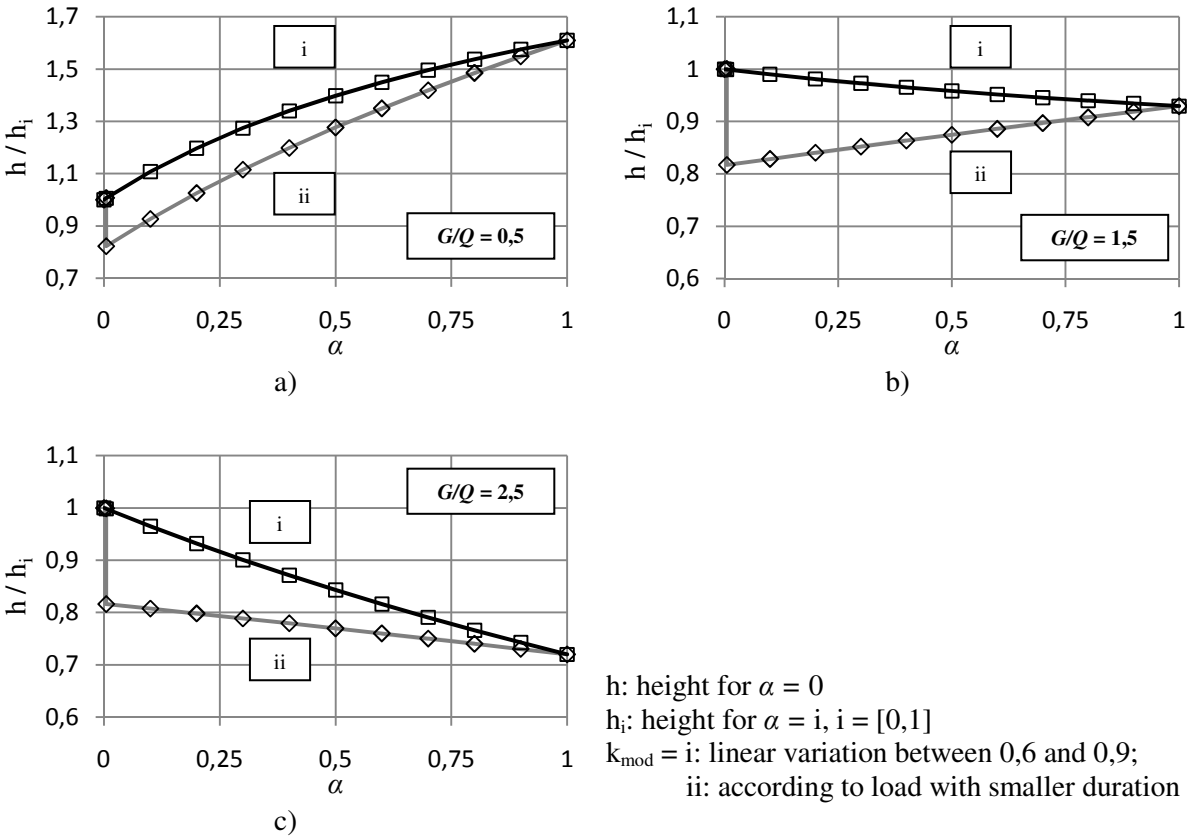 1,7
1,5
1,3
1,1
0,9
0,7
h / hᵢ
i
ii
G/Q = 0,5
0 0,25 0,5 0,75 1
α
a)
1,1
1
0,9
0,8
0,7
0,6
h / hᵢ
i
ii
G/Q = 1,5
0 0,25 0,5 0,75 1
α
b)
1,1
1
0,9
0,8
0,7
0,6
h / hᵢ
G/Q = 2,5
i
ii
0 0,25 0,5 0,75 1
α
c)
h: height for α = 0
hᵢ: height for α = i, i = [0,1]
kmod = i: linear variation between 0,6 and 0,9;
ii: according to load with smaller duration